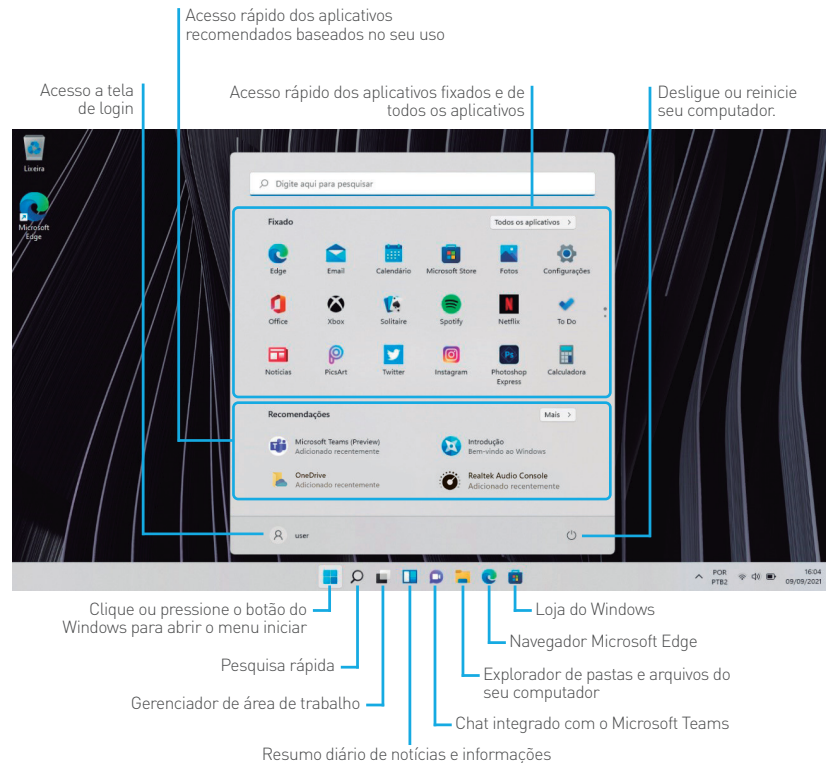 Acesso rápido dos aplicativos
recomendados baseados no seu uso
Acesso a tela
de login
Acesso rápido dos aplicativos fixados e de
todos os aplicativos
Desligue ou reinicie
seu computador.
Lixeira
Microsoft
Edge
Digite aqui para pesquisar
Fixado
Todos os aplicativos >
Edge
Email
Calendário
Microsoft Store
Fotos
Configurações
Office
Xbox
Solitaire
Spotify
Netflix
To Do
Notícias
PicsArt
Twitter
Instagram
Photoshop
Express
Calculadora
Recomendações
Mais >
Microsoft Teams (Preview)
Adicionado recentemente
Introdução
Bem-vindo ao Windows
OneDrive
Adicionado recentemente
Realtek Audio Console
Adicionado recentemente
user
POR
PTB2
16:04
09/09/2021
Clique ou pressione o botão do
Windows para abrir o menu iniciar
Loja do Windows
Navegador Microsoft Edge
Pesquisa rápida
Explorador de pastas e arquivos do
seu computador
Gerenciador de área de trabalho
Chat integrado com o Microsoft Teams
Resumo diário de notícias e informações